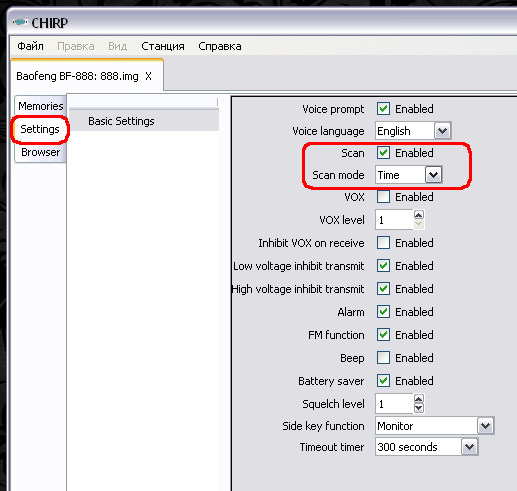 CHIRP
Файл Правка Вид Станция Справка
Baofeng BF-888: 888.img X
Memories
Settings
Browser
Basic Settings
Voice prompt Enabled
Voice language English
Scan Enabled
Scan mode Time
VOX Enabled
VOX level 1
Inhibit VOX on receive Enabled
Low voltage inhibit transmit Enabled
High voltage inhibit transmit Enabled
Alarm Enabled
FM function Enabled
Beep Enabled
Battery saver Enabled
Squelch level 1
Side key function Monitor
Timeout timer 300 seconds